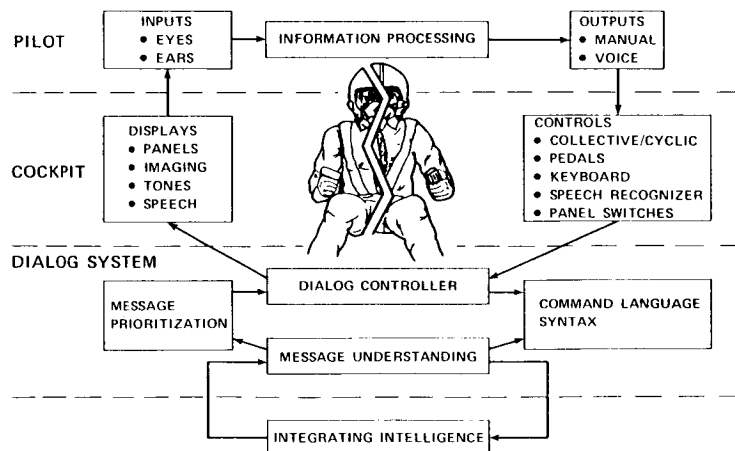 PILOT
INPUTS
• EYES
• EARS
INFORMATION PROCESSING
OUTPUTS
• MANUAL
• VOICE
COCKPIT
DISPLAYS
• PANELS
• IMAGING
• TONES
• SPEECH
CONTROLS
• COLLECTIVE/CYCLIC
• PEDALS
• KEYBOARD
• SPEECH RECOGNIZER
• PANEL SWITCHES
DIALOG SYSTEM
DIALOG CONTROLLER
MESSAGE
PRIORITIZATION
COMMAND LANGUAGE
SYNTAX
MESSAGE UNDERSTANDING
INTEGRATING INTELLIGENCE